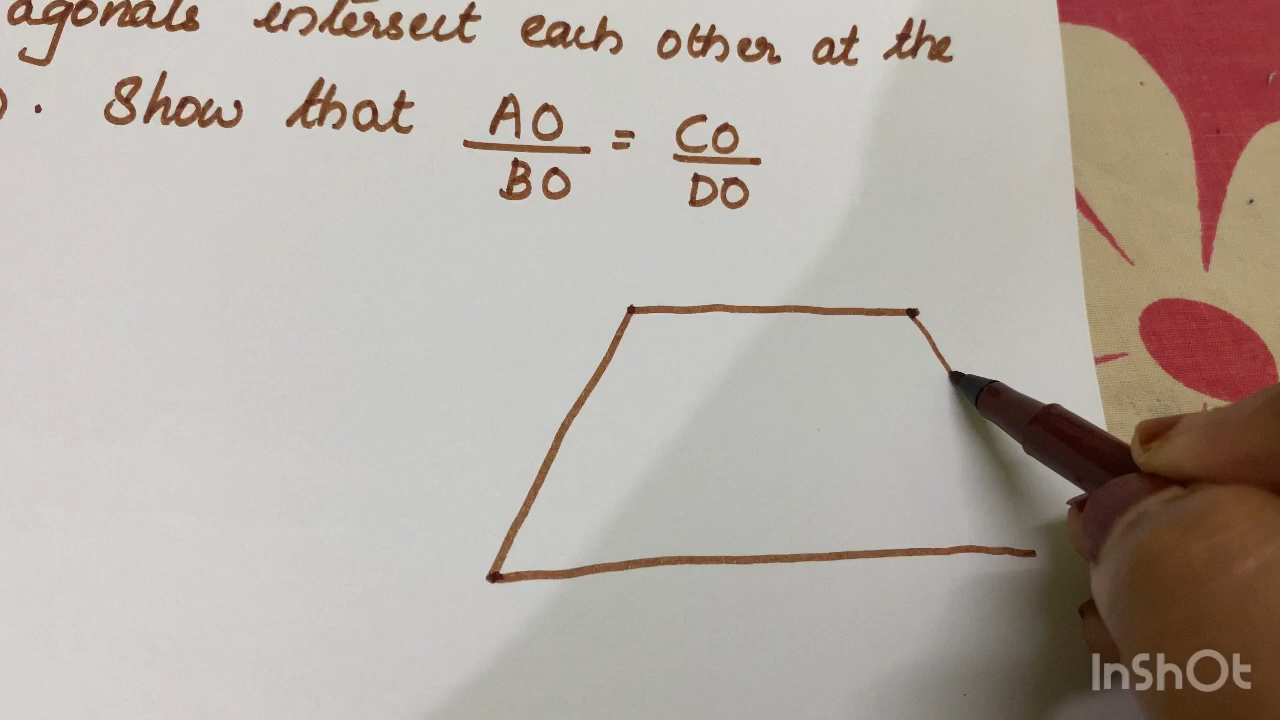 agonals intersect each other at the
. Show that AO/BO = CO/DO
InShOt